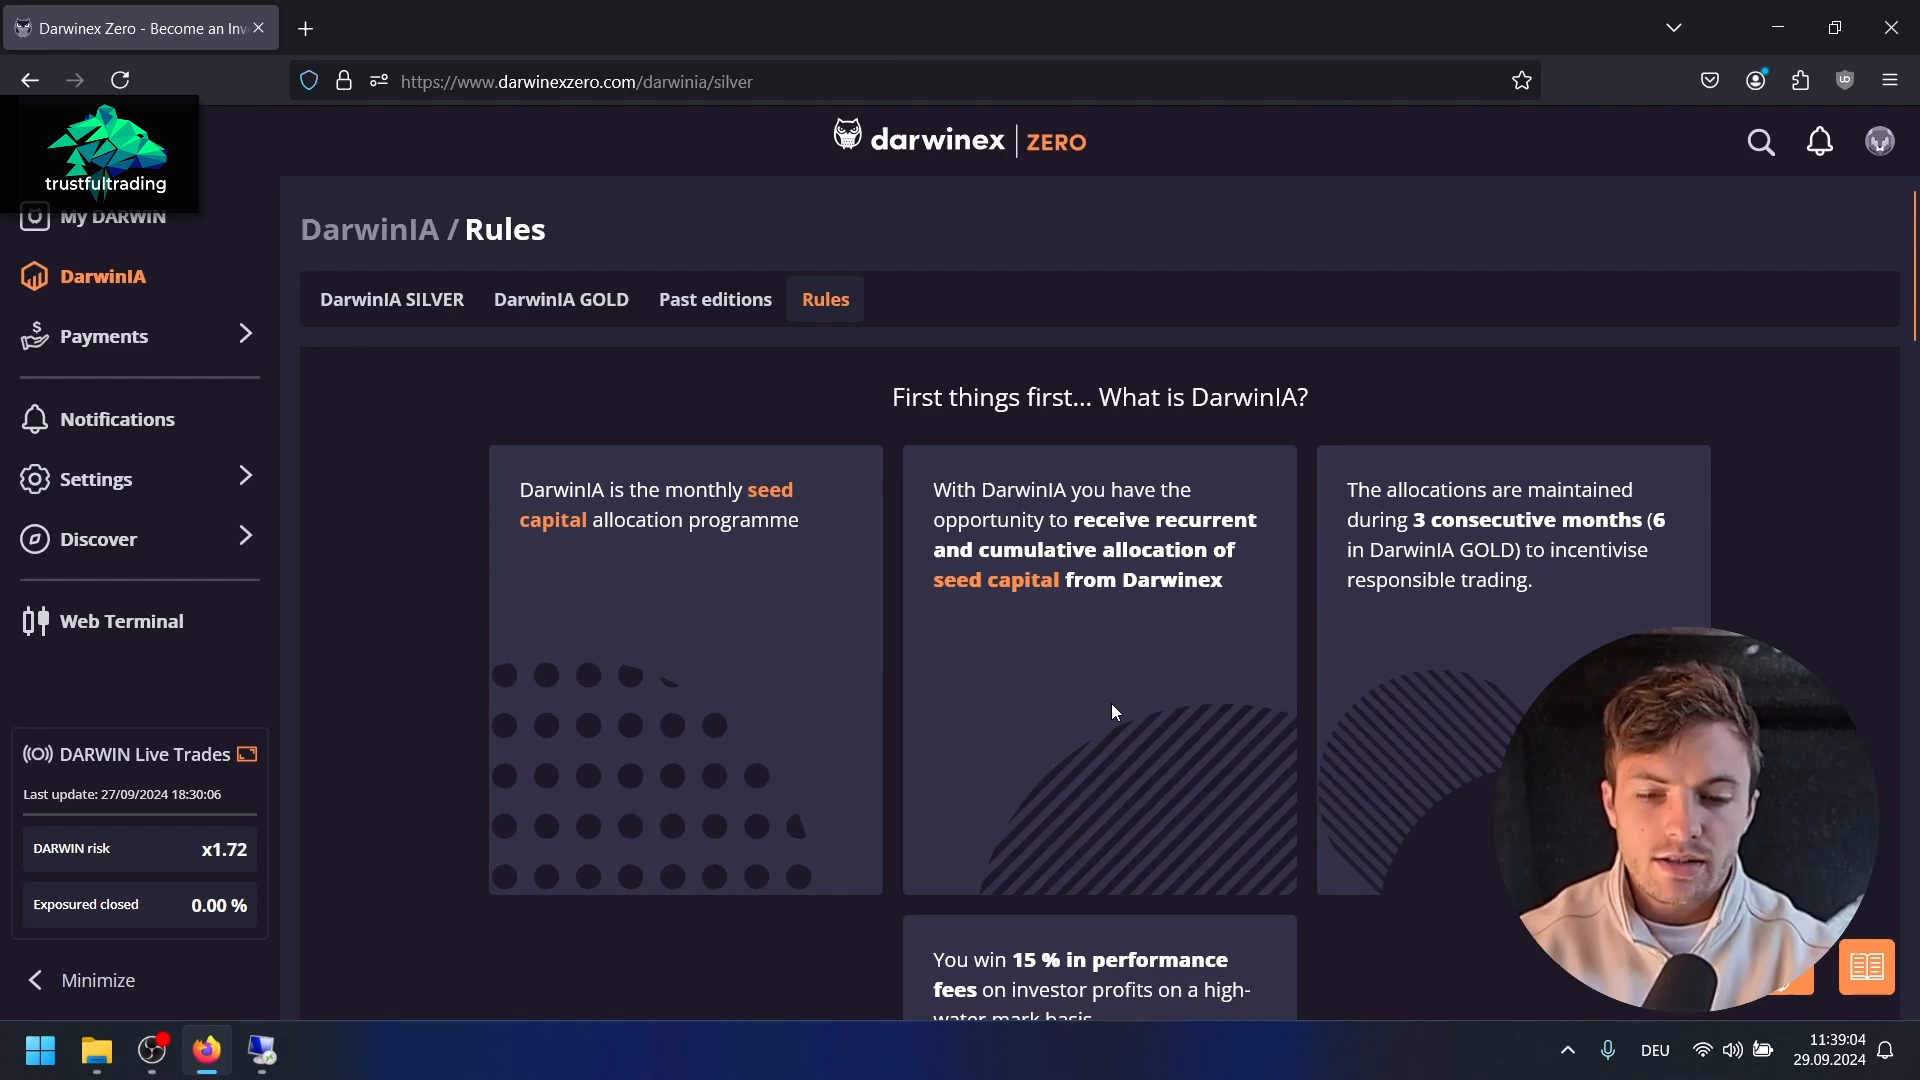 Darwinex Zero - Become an Inv
https://www.darwinexzero.com/darwinia/silver
trustfultrading
darwinex ZERO
My DARWIN
DarwinIA
Payments
Notifications
Settings
Discover
Web Terminal
DARWIN Live Trades
Last update: 27/09/2024 18:30:06
DARWIN risk x1.72
Exposured closed 0.00 %
Minimize
DarwinIA / Rules
DarwinIA SILVER DarwinIA GOLD Past editions Rules
First things first... What is DarwinIA?
DarwinIA is the monthly seed
capital allocation programme
With DarwinIA you have the
opportunity to receive recurrent
and cumulative allocation of
seed capital from Darwinex
The allocations are maintained
during 3 consecutive months (6
in DarwinIA GOLD) to incentivise
responsible trading.
You win 15 % in performance
fees on investor profits on a high-
water mark basis
DEU
11:39:04
29.09.2024